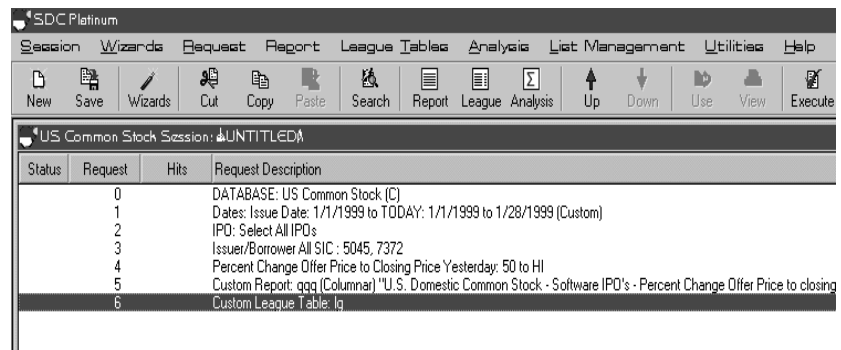 SDC Platinum
Session Wizards Request Report League Tables Analysis List Management Utilities Help
New Save Wizards Cut Copy Paste Search Report League Analysis Up Down Use View Execute
US Common Stock Session: UNTITLED
Status Request Hits Request Description
0 DATABASE: US Common Stock (C)
1 Dates: Issue Date: 1/1/1999 to TODAY: 1/1/1999 to 1/28/1999 (Custom)
2 IPO: Select All IPOs
3 Issuer/Borrower All SIC : 5045, 7372
4 Percent Change Offer Price to Closing Price Yesterday: 50 to HI
5 Custom Report: qqq (Columnar) "U.S. Domestic Common Stock - Software IPO's - Percent Change Offer Price to closing
6 Custom League Table: lg